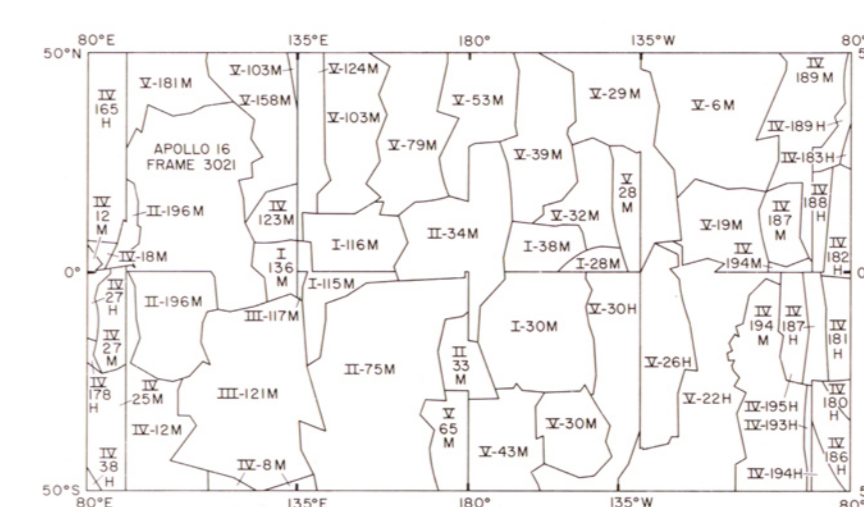 80°E 135°E 180° 135°W 80°
50°N
5
V-181M
V-103M
V-124M
IV
189M
IV
165
H
V-158M
V-103M
V-53M
V-29M
V-6M
IV-189H
APOLLO 16
FRAME 3021
V-79M
V-39M
IV-183H
IV
12
M
II-196M
IV
123M
V
28
M
V-32M
V-19M
IV
187
M
IV
188
H
II-34M
I-116M
I-38M
IV-18M
I
136
M
I-28M
IV
194M
IV
182
H
0°
0
I-115M
IV
27
H
II-196M
III-117M
V-30H
IV
194
M
IV
187
H
IV
181
H
I-30M
IV
27
M
II
33
M
II-75M
V-26H
IV
178
H
IV
25M
III-121M
V-22H
IV-195H
IV
180
H
IV-193H
IV-12M
V
65
M
V-43M
V-30M
IV
186
H
IV
38
H
IV-8M
IV-194H
50°S
5
80°E 135°E 180° 135°W 80°